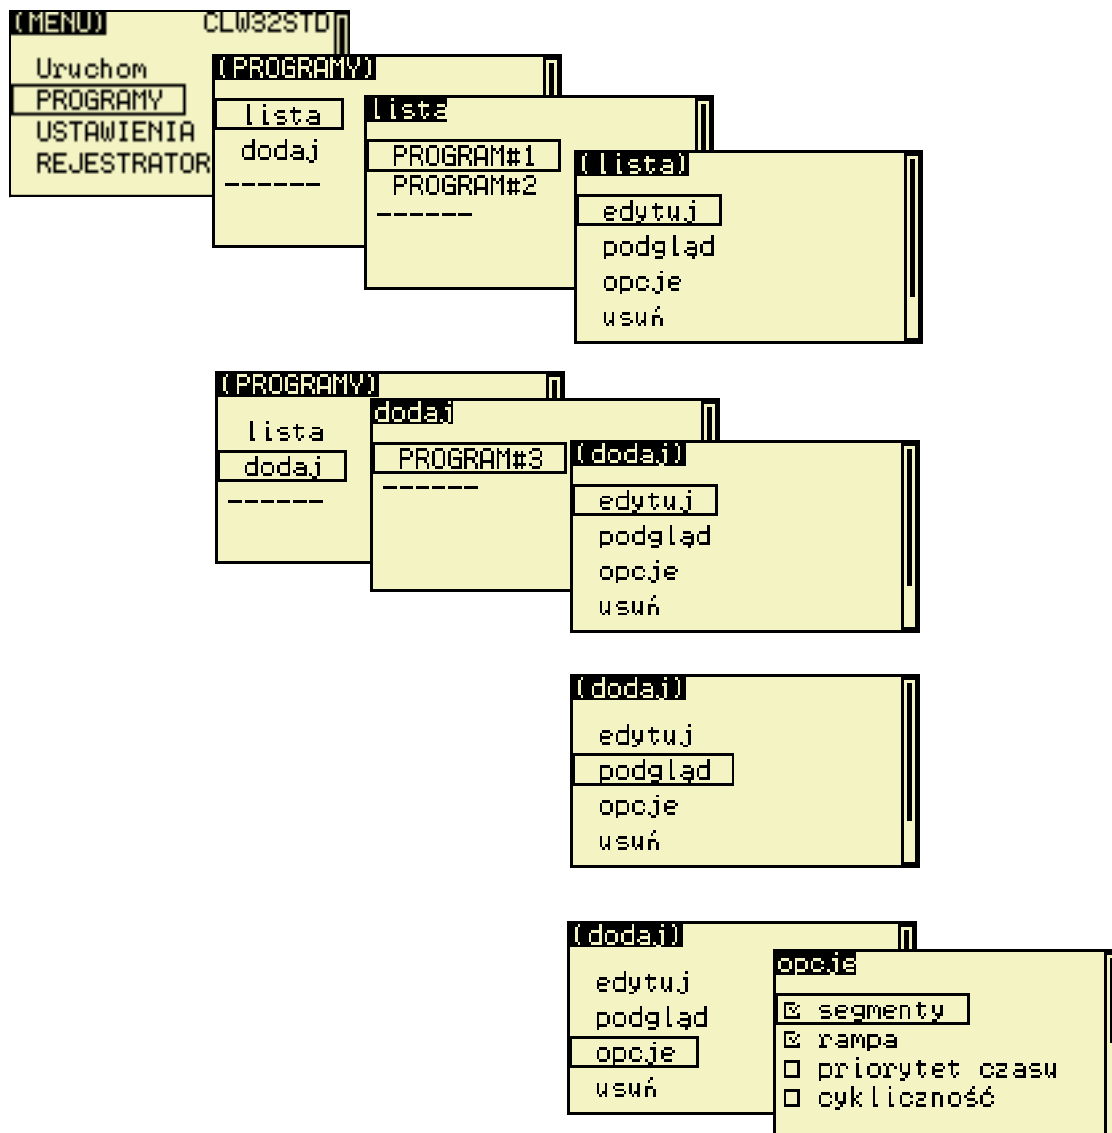 (MENU) CLW32STD
Uruchom
PROGRAMY
USTAWIENIA
REJESTRATOR
(PROGRAMY)
lista
dodaj
------
lista
PROGRAM#1
PROGRAM#2
------
(lista)
edytuj
podgląd
opcje
usuń
(PROGRAMY)
lista
dodaj
------
dodaj
PROGRAM#3
------
(dodaj)
edytuj
podgląd
opcje
usuń
(dodaj)
edytuj
podgląd
opcje
usuń
(dodaj)
edytuj
podgląd
opcje
usuń
opcje
segmenty
rampa
priorytet czasu
cykliczność